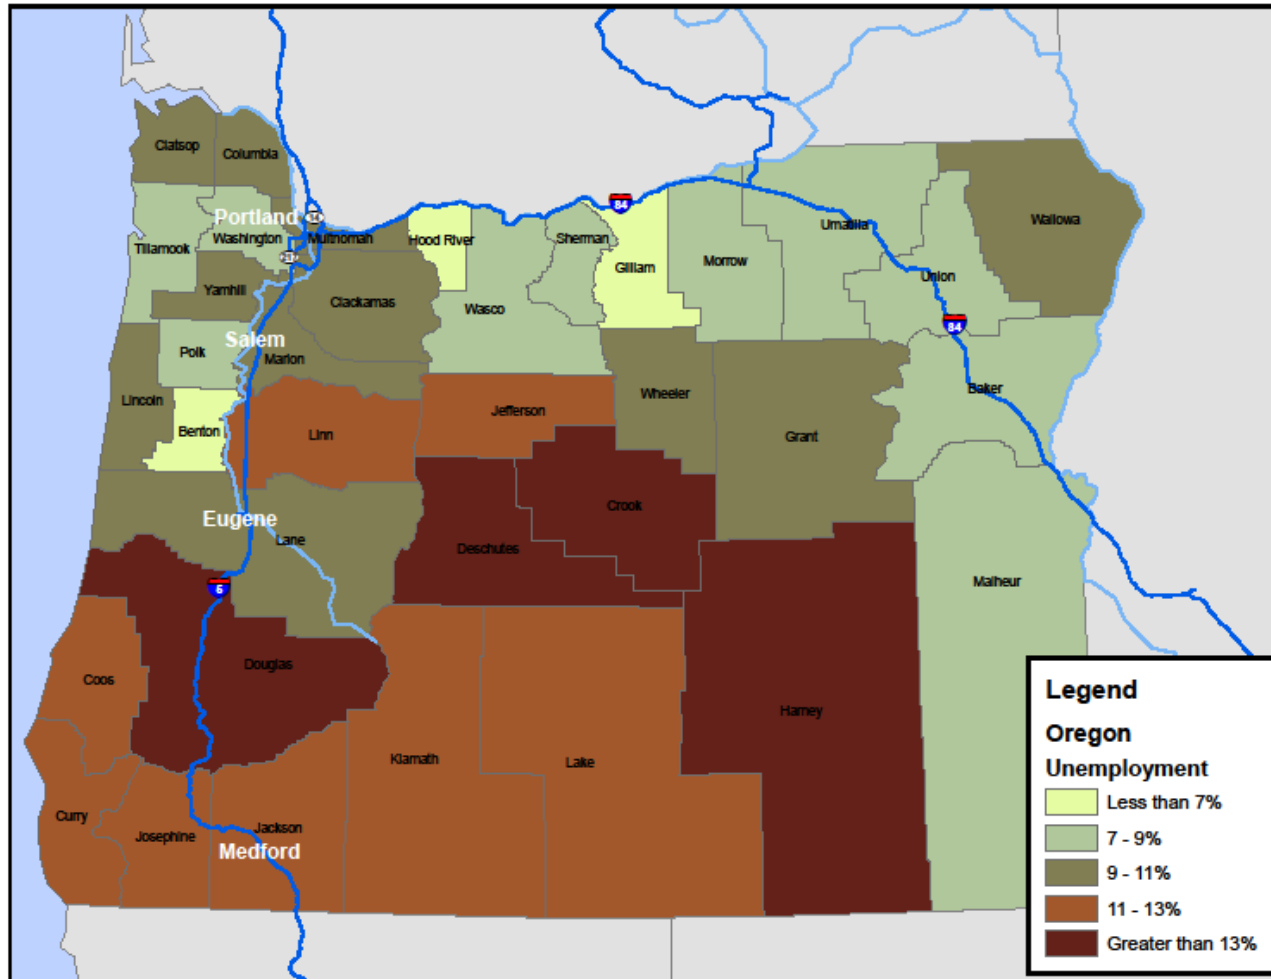 Clatsop
Columbia
Portland
84
Hood River
84
Wallowa
Tillamook
Washington
Multnomah
Sherman
Umatilla
Gilliam
Morrow
Union
Yamhill
Clackamas
Wasco
84
Salem
Polk
Marion
Lincoln
Benton
Linn
Jefferson
Wheeler
Grant
Baker
Eugene
Lane
Deschutes
Crook
Malheur
5
Coos
Douglas
Harney
Klamath
Lake
Curry
Josephine
Jackson
Medford
Legend
Oregon
Unemployment
Less than 7%
7 - 9%
9 - 11%
11 - 13%
Greater than 13%